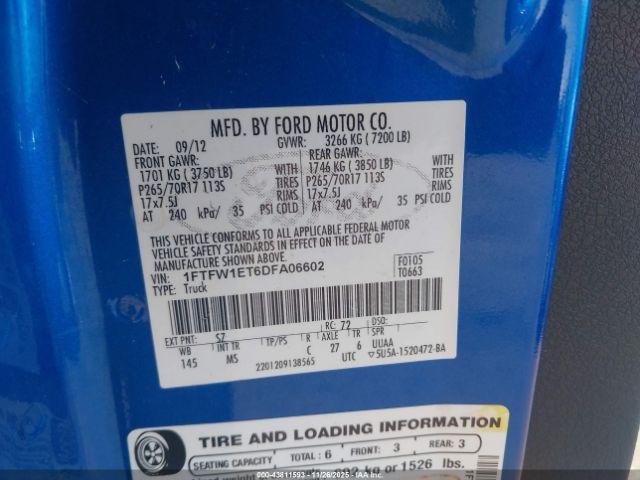 MFD. BY FORD MOTOR CO.
DATE: 09/12 GVWR: 3266 KG ( 7200 LB)
FRONT GAWR: REAR GAWR:
1701 KG ( 3750 LB) WITH 1746 KG ( 3850 LB) WITH
P265/70R17 113S TIRES P265/70R17 113S TIRES
17x7.5J RIMS 17x7.5J RIMS
AT 240 kPa/ 35 PSI COLD AT 240 kPa/ 35 PSI COLD
THIS VEHICLE CONFORMS TO ALL APPLICABLE FEDERAL MOTOR
VEHICLE SAFETY STANDARDS IN EFFECT ON THE DATE OF
MANUFACTURE SHOWN ABOVE.
VIN: 1FTFW1ET6DFA06602 F0105
TYPE: Truck T0663
EXT PNT: SZ RC: 72 DSO:
WB INT TR TP/PS R AXLE TR SPR
145 MS C 27 6 UUAA
2201209138565 UTC 5U5A-1520472-BA
TIRE AND LOADING INFORMATION
SEATING CAPACITY TOTAL : 6 FRONT: 3 REAR: 3
kg or 1526 lbs.
© IAA Holdings, LLC - #43811593 - 11/26/2025 - All Rights Reserved